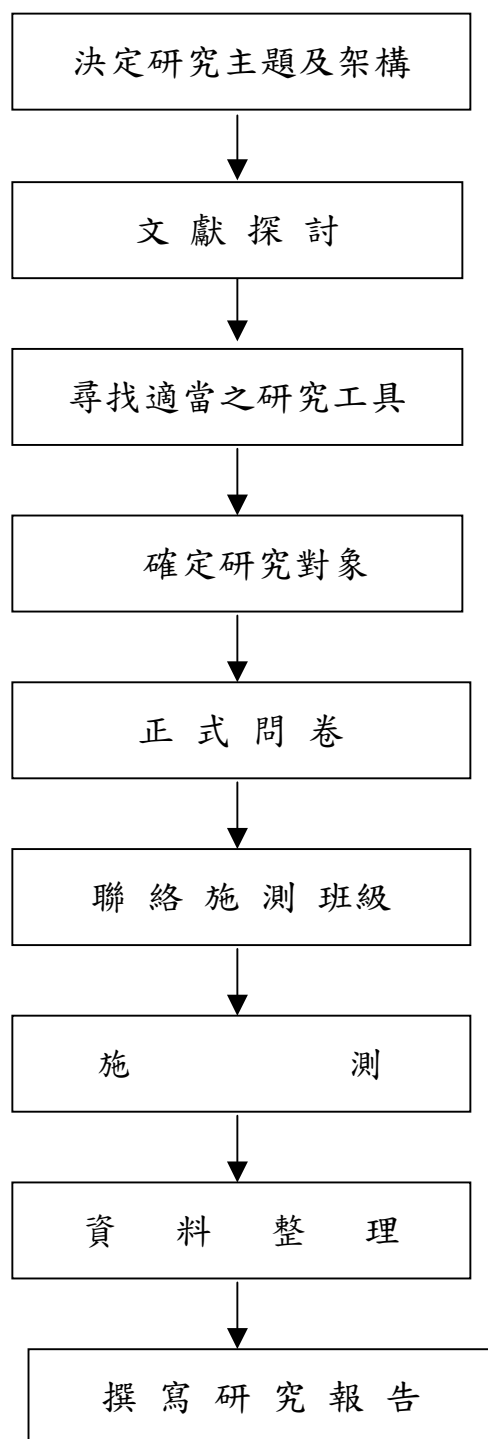 決定研究主題及架構
文獻探討
尋找適當之研究工具
確定研究對象
正式問卷
聯絡施測班級
施測
資料整理
撰寫研究報告